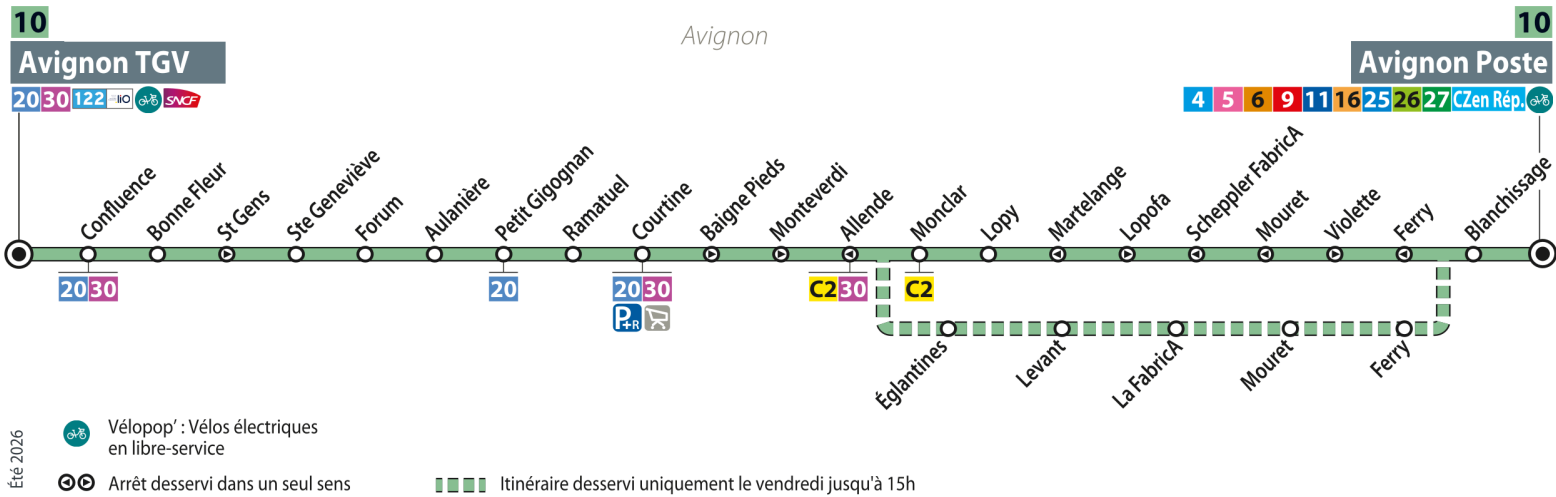 10
Avignon TGV
20 30 122 liO SNCF
Avignon
10
Avignon Poste
4 5 6 9 11 16 25 26 27 CZen Rép.
Confluence
Bonne Fleur
St Gens
Ste Geneviève
Forum
Aulanière
Petit Gigognan
Ramatuel
Courtine
Baigne Pieds
Monteverdi
Allende
Monclar
Lopy
Martelange
Lopofa
Scheppler FabricA
Mouret
Violette
Ferry
Blanchissage
20 30
20
20 30
P+R
C2 30
C2
Églantines
Levant
La FabricA
Mouret
Ferry
Été 2026
Vélopop’ : Vélos électriques
en libre-service
Arrêt desservi dans un seul sens
Itinéraire desservi uniquement le vendredi jusqu'à 15h